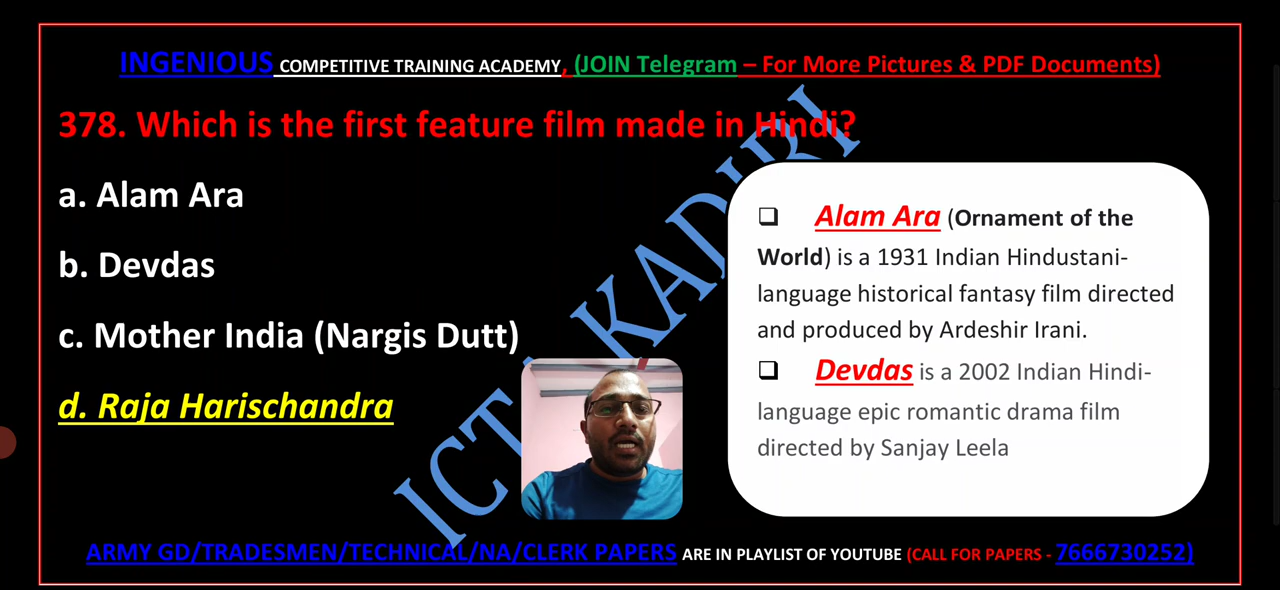 INGENIOUS COMPETITIVE TRAINING ACADEMY, (JOIN Telegram – For More Pictures & PDF Documents)
378. Which is the first feature film made in Hindi?
a. Alam Ara
b. Devdas
c. Mother India (Nargis Dutt)
d. Raja Harischandra
❑ Alam Ara (Ornament of the
World) is a 1931 Indian Hindustani-
language historical fantasy film directed
and produced by Ardeshir Irani.
❑ Devdas is a 2002 Indian Hindi-
language epic romantic drama film
directed by Sanjay Leela
ARMY GD/TRADESMEN/TECHNICAL/NA/CLERK PAPERS ARE IN PLAYLIST OF YOUTUBE (CALL FOR PAPERS - 7666730252)